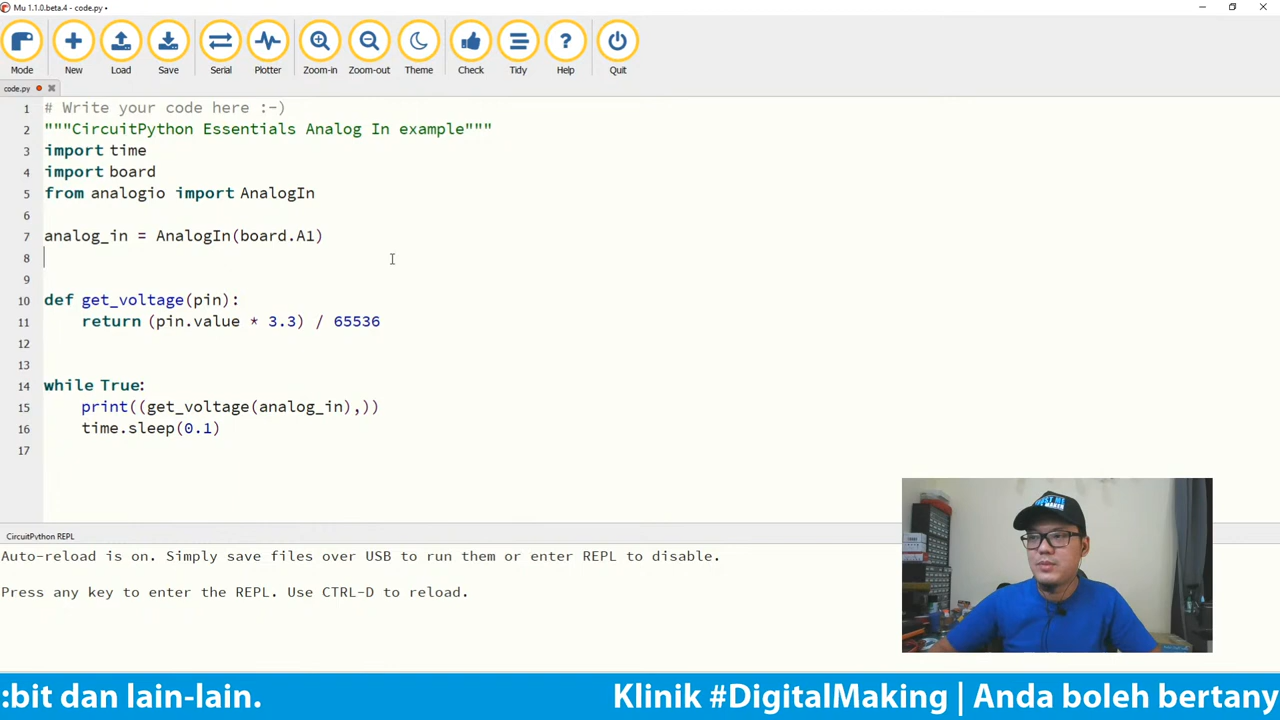 Mu 1.1.0.beta.4 - code.py •
Mode New Load Save Serial Plotter Zoom-in Zoom-out Theme Check Tidy Help Quit
code.py
1 # Write your code here :-)
2 """CircuitPython Essentials Analog In example"""
3 import time
4 import board
5 from analogio import AnalogIn
6
7 analog_in = AnalogIn(board.A1)
8
9
10 def get_voltage(pin):
11 return (pin.value * 3.3) / 65536
12
13
14 while True:
15 print((get_voltage(analog_in),))
16 time.sleep(0.1)
17
CircuitPython REPL
Auto-reload is on. Simply save files over USB to run them or enter REPL to disable.
Press any key to enter the REPL. Use CTRL-D to reload.
TRUST ME
MAKER
:bit dan lain-lain. Klinik #DigitalMaking | Anda boleh bertany